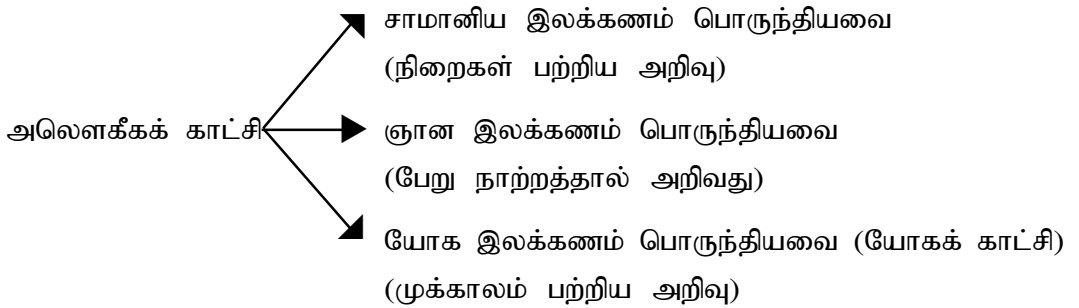 சாமானிய இலக்கணம் பொருந்தியவை
(நிறைகள் பற்றிய அறிவு)
அலௌகீகக் காட்சி
ஞான இலக்கணம் பொருந்தியவை
(பேறு நாற்றத்தால் அறிவது)
யோக இலக்கணம் பொருந்தியவை (யோகக் காட்சி)
(முக்காலம் பற்றிய அறிவு)